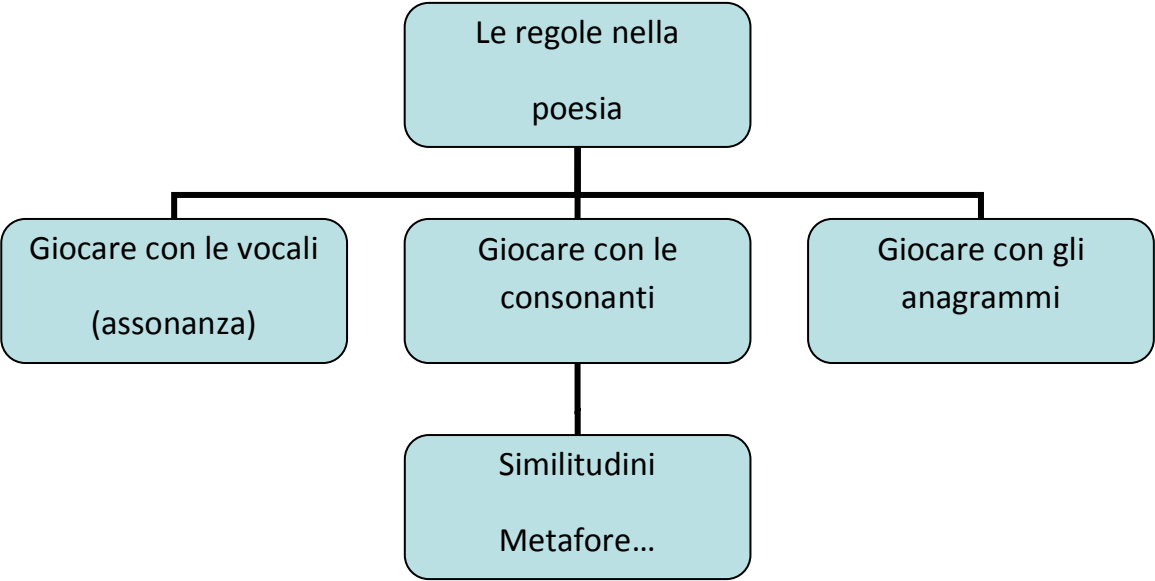 Le regole nella
poesia
Giocare con le vocali
(assonanza)
Giocare con le
consonanti
Giocare con gli
anagrammi
Similitudini
Metafore…